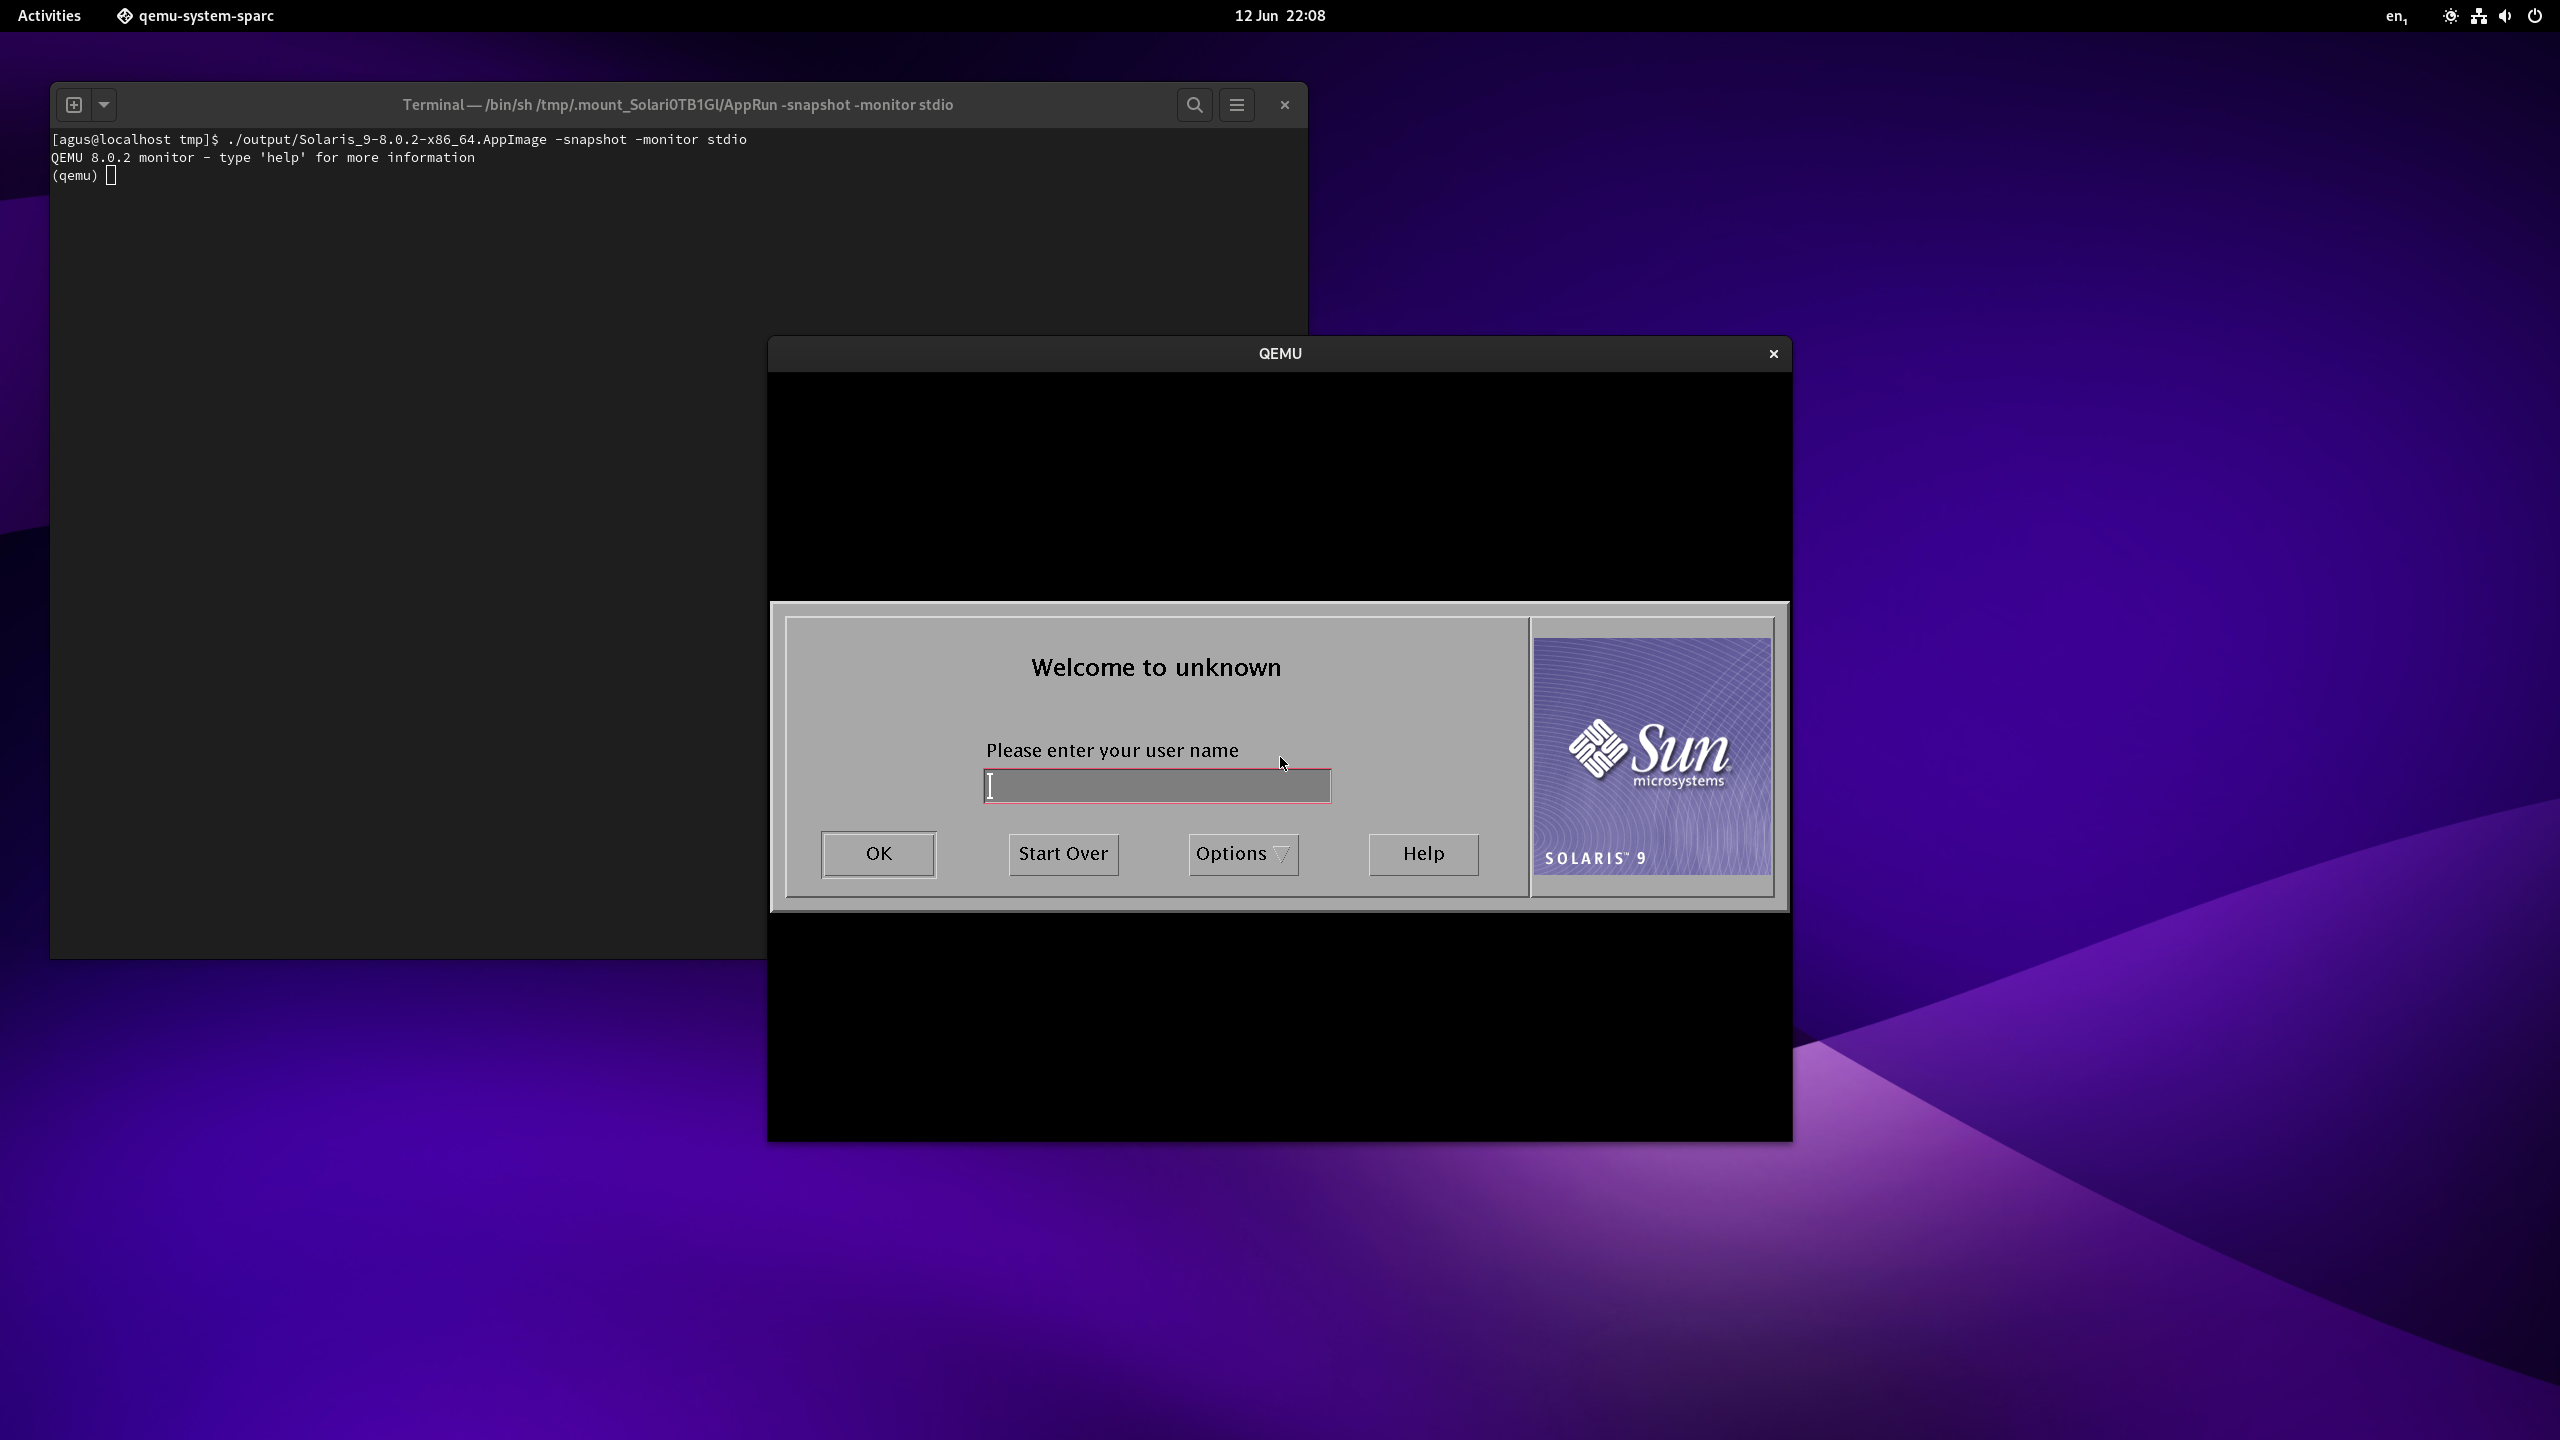 Activities
qemu-system-sparc
12 Jun 22:08
en1
Terminal — /bin/sh /tmp/.mount_Solari0TB1Gl/AppRun -snapshot -monitor stdio
[agus@localhost tmp]$ ./output/Solaris_9-8.0.2-x86_64.AppImage -snapshot -monitor stdio
QEMU 8.0.2 monitor - type 'help' for more information
(qemu)
QEMU
Welcome to unknown
Please enter your user name
OK
Start Over
Options
Help
Sun
microsystems
SOLARIS™ 9